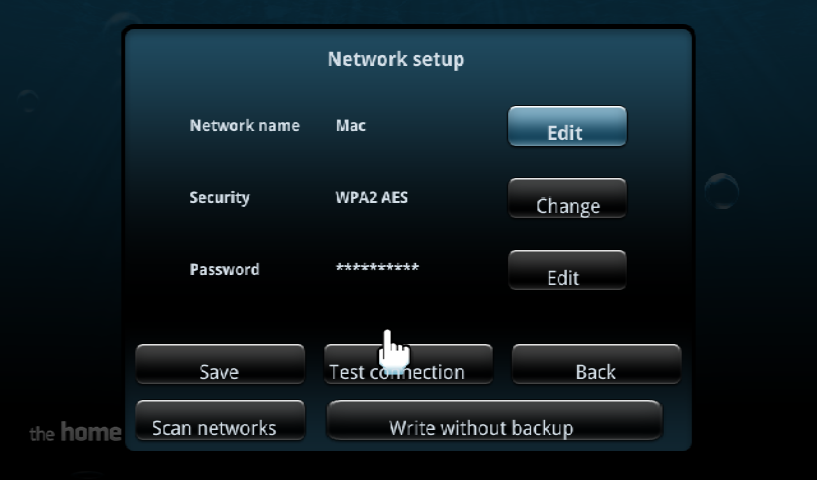 Network setup
Network name Mac Edit
Security WPA2 AES Change
Password ********** Edit
Save Test connection Back
the home Scan networks Write without backup